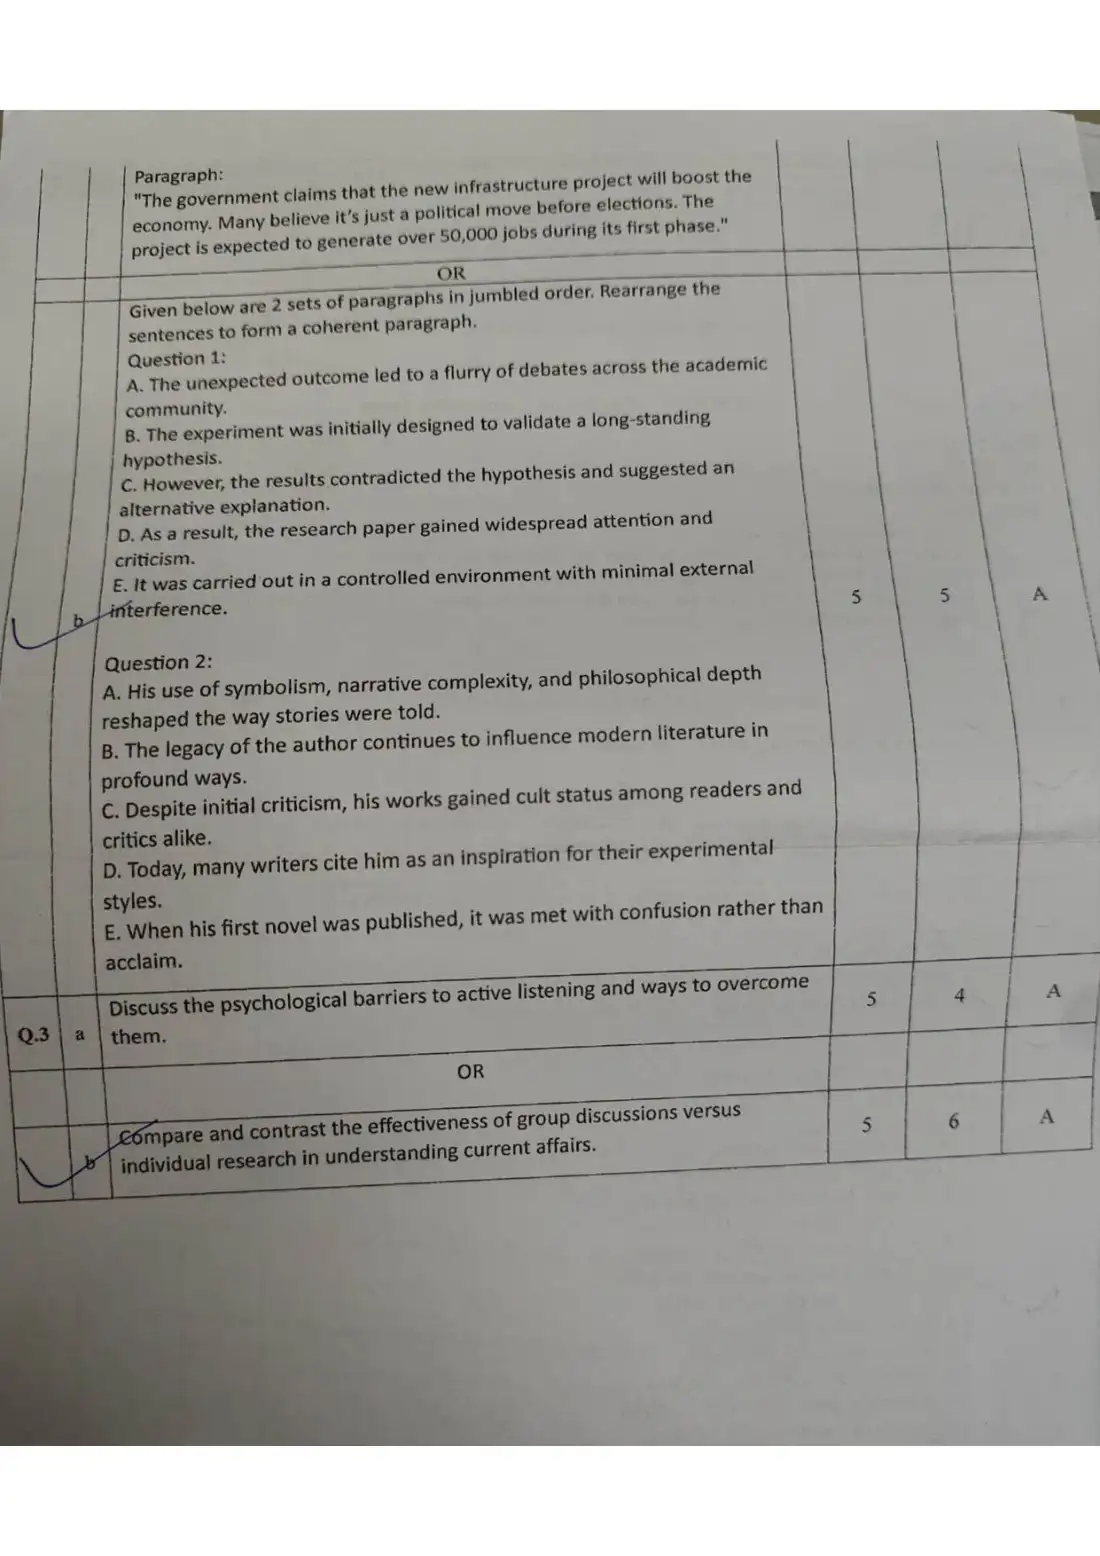 Paragraph:
"The government claims that the new infrastructure project will boost the
economy. Many believe it's just a political move before elections. The
project is expected to generate over 50,000 jobs during its first phase."
OR
Given below are 2 sets of paragraphs in jumbled order. Rearrange the
sentences to form a coherent paragraph.
Question 1:
A. The unexpected outcome led to a flurry of debates across the academic
community.
B. The experiment was initially designed to validate a long-standing
hypothesis.
C. However, the results contradicted the hypothesis and suggested an
alternative explanation.
D. As a result, the research paper gained widespread attention and
criticism.
E. It was carried out in a controlled environment with minimal external
b interference. 5 5 A
Question 2:
A. His use of symbolism, narrative complexity, and philosophical depth
reshaped the way stories were told.
B. The legacy of the author continues to influence modern literature in
profound ways.
C. Despite initial criticism, his works gained cult status among readers and
critics alike.
D. Today, many writers cite him as an inspiration for their experimental
styles.
E. When his first novel was published, it was met with confusion rather than
acclaim.
Discuss the psychological barriers to active listening and ways to overcome 5 4 A
Q.3 a them.
OR
Compare and contrast the effectiveness of group discussions versus 5 6 A
b individual research in understanding current affairs.